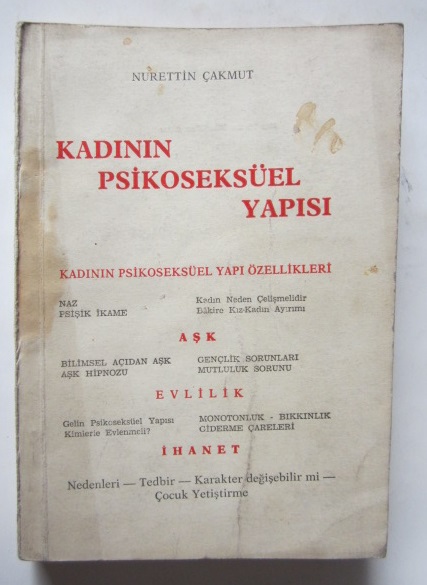 NURETTİN ÇAKMUT
KADININ
PSİKOSEKSÜEL
YAPISI
KADININ PSİKOSEKSÜEL YAPI ÖZELLİKLERİ
NAZ
PSİŞİK İKAME
Kadın Neden Çelişmelidir
Bâkire Kız-Kadın Ayırımı
AŞK
BİLİMSEL AÇIDAN AŞK
AŞK HİPNOZU
GENÇLİK SORUNLARI
MUTLULUK SORUNU
EVLİLİK
Gelin Psikoseksüel Yapısı
Kimlerle Evlenmeli?
MONOTONLUK - BIKKINLIK
GİDERME ÇARELERİ
İHANET
Nedenleri — Tedbir — Karakter değişebilir mi —
Çocuk Yetiştirme